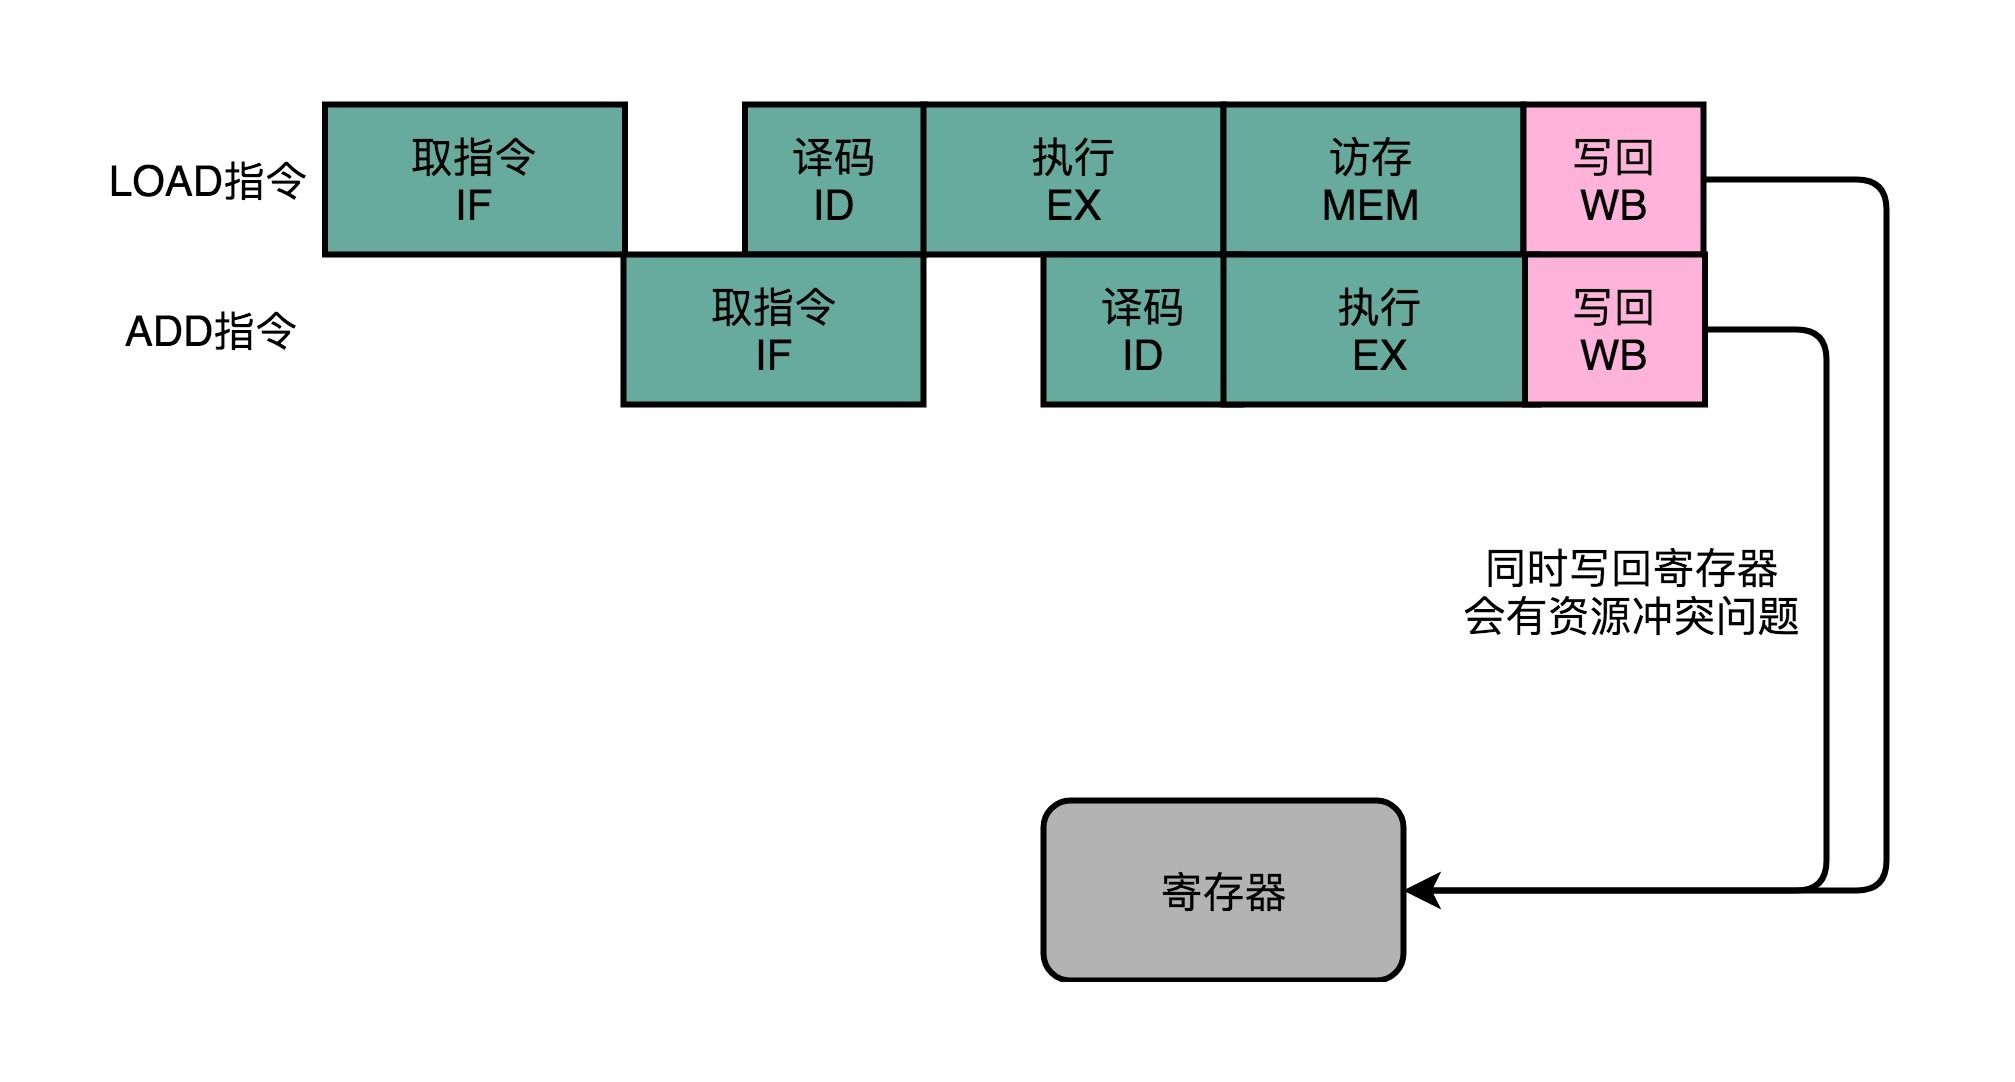 LOAD指令
取指令
IF
译码
ID
执行
EX
访存
MEM
写回
WB
ADD指令
取指令
IF
译码
ID
执行
EX
写回
WB
同时写回寄存器
会有资源冲突问题
寄存器